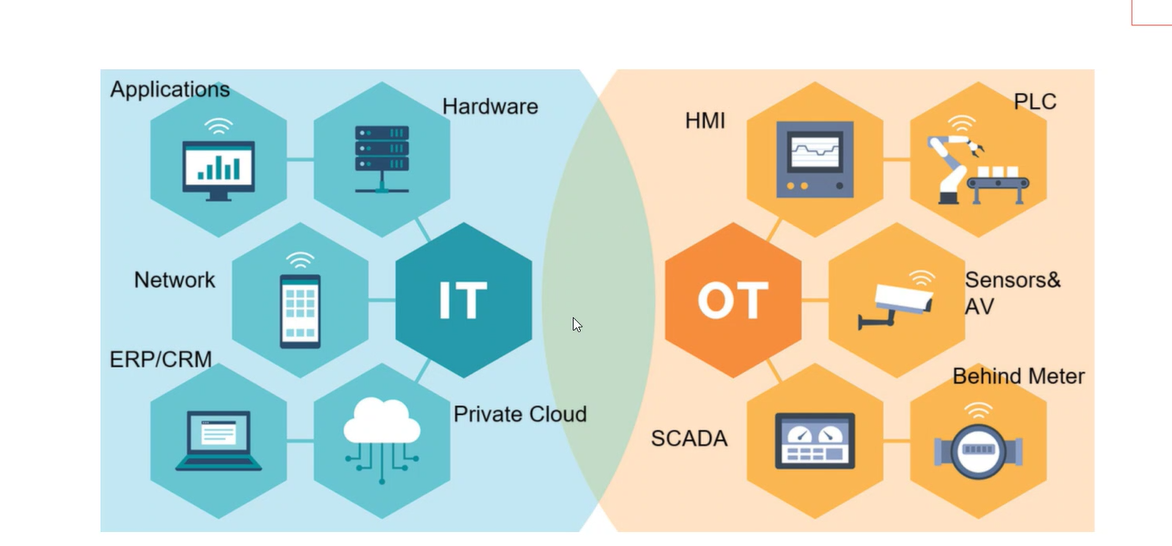 Applications
Hardware
HMI
PLC
Network
IT
OT
Sensors&
AV
ERP/CRM
Private Cloud
Behind Meter
SCADA